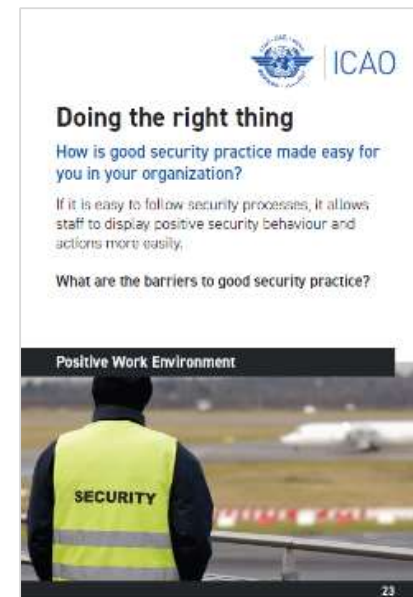 ICAO
Doing the right thing
How is good security practice made easy for
you in your organization?
If it is easy to follow security processes, it allows
staff to display positive security behaviour and
actions more easily.
What are the barriers to good security practice?
Positive Work Environment
SECURITY
23